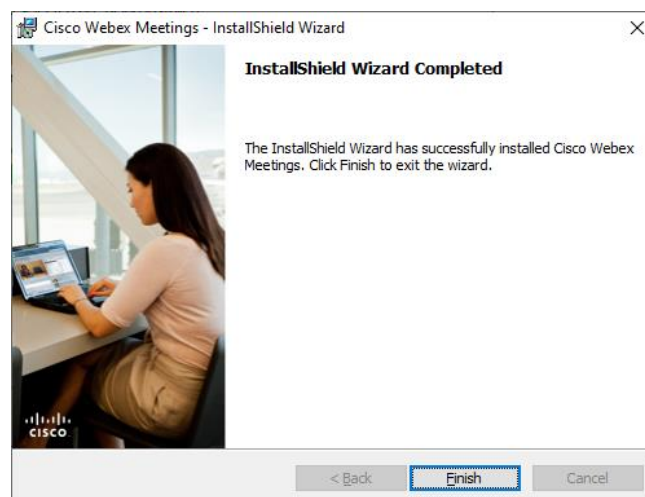 Cisco Webex Meetings - InstallShield Wizard
InstallShield Wizard Completed
The InstallShield Wizard has successfully installed Cisco Webex
Meetings. Click Finish to exit the wizard.
CISCO
< Back
Finish
Cancel